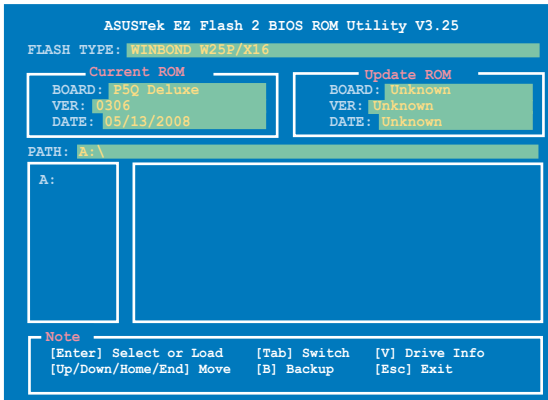 ASUSTek EZ Flash 2 BIOS ROM Utility V3.25
FLASH TYPE: WINBOND W25P/X16
Current ROM
BOARD: P5Q Deluxe
VER: 0306
DATE: 05/13/2008
Update ROM
BOARD: Unknown
VER: Unknown
DATE: Unknown
PATH: A:\
A:
Note
[Enter] Select or Load [Tab] Switch [V] Drive Info
[Up/Down/Home/End] Move [B] Backup [Esc] Exit